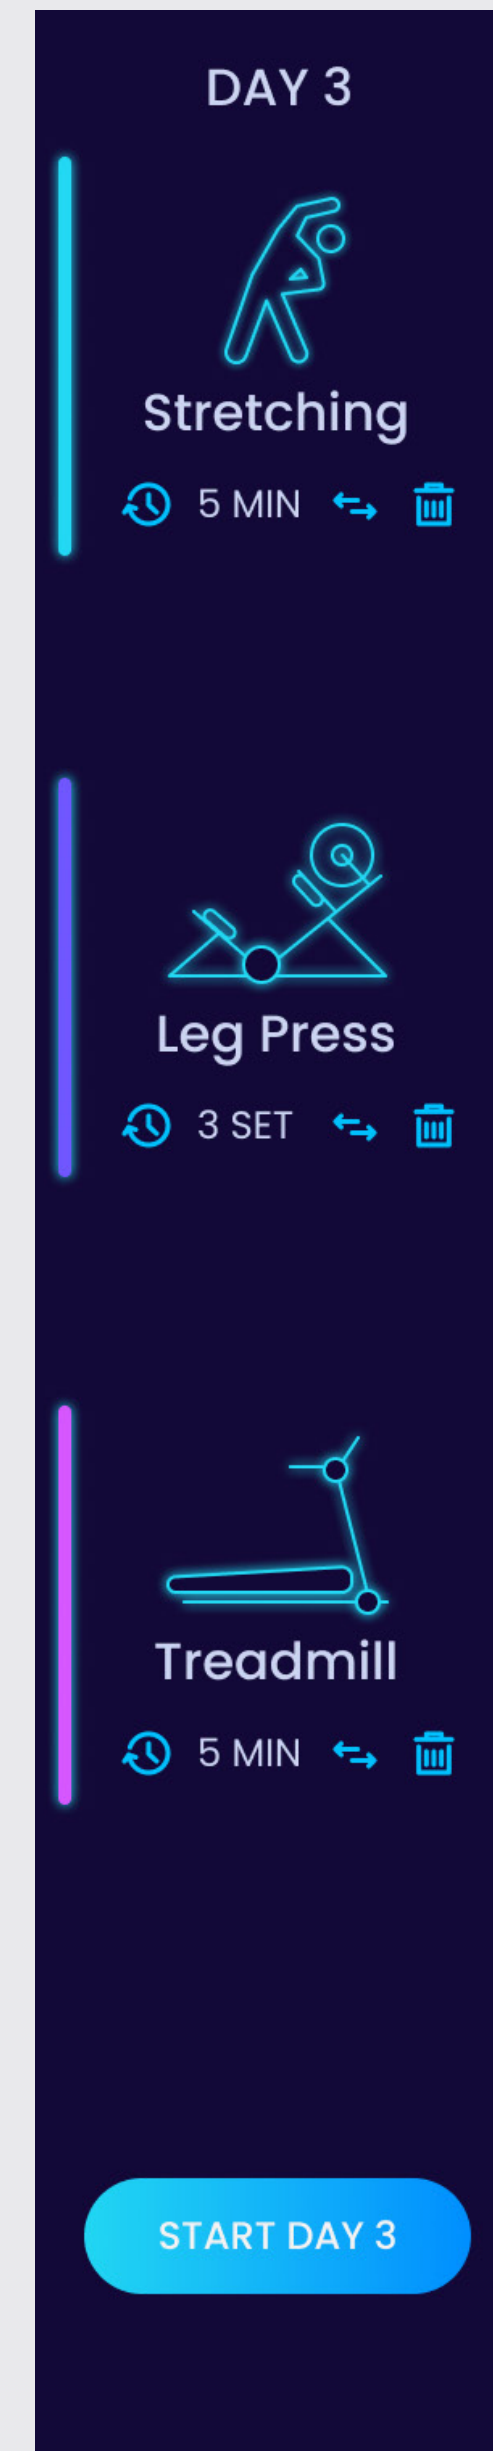 DAY 3
Stretching
5 MIN
Leg Press
3 SET
Treadmill
5 MIN
START DAY 3